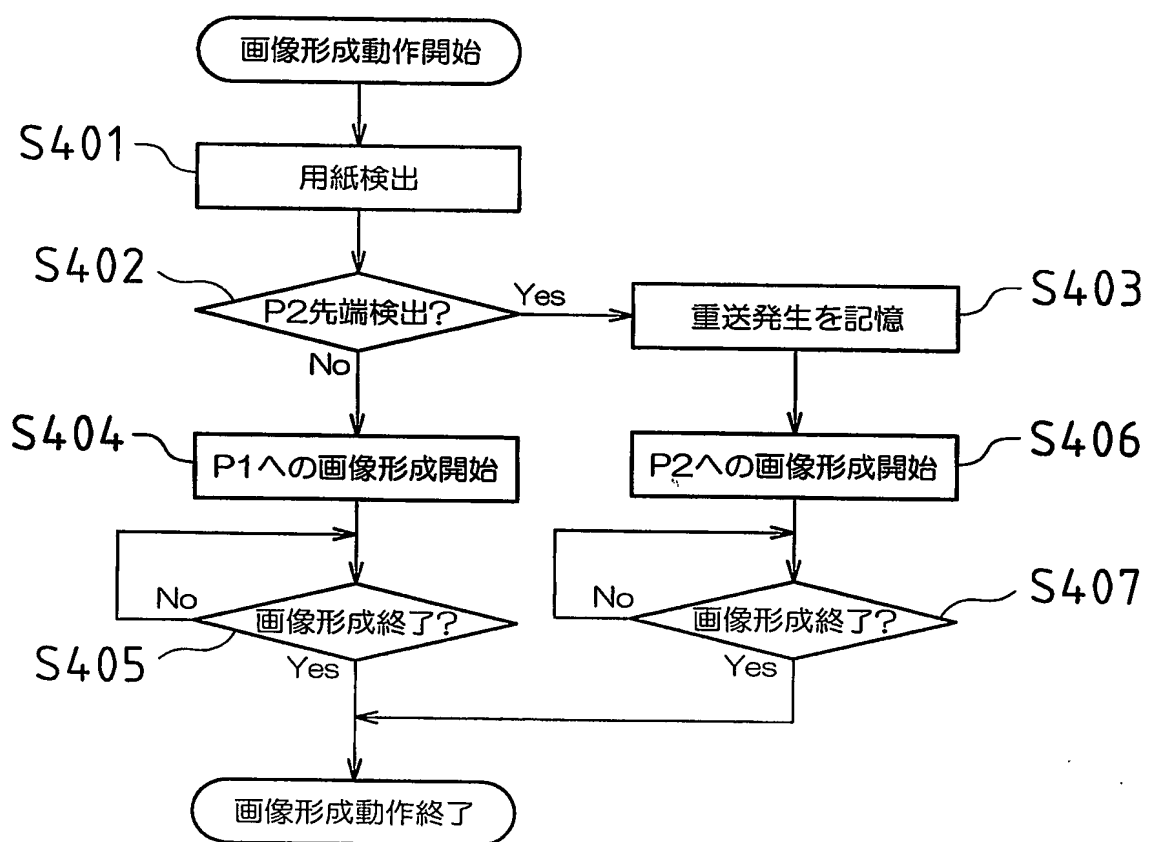 画像形成動作開始
S401
用紙検出
S402
P2先端検出?
Yes
No
S403
重送発生を記憶
S404
P1への画像形成開始
S406
P2への画像形成開始
No
画像形成終了?
S405
Yes
No
画像形成終了?
S407
Yes
画像形成動作終了